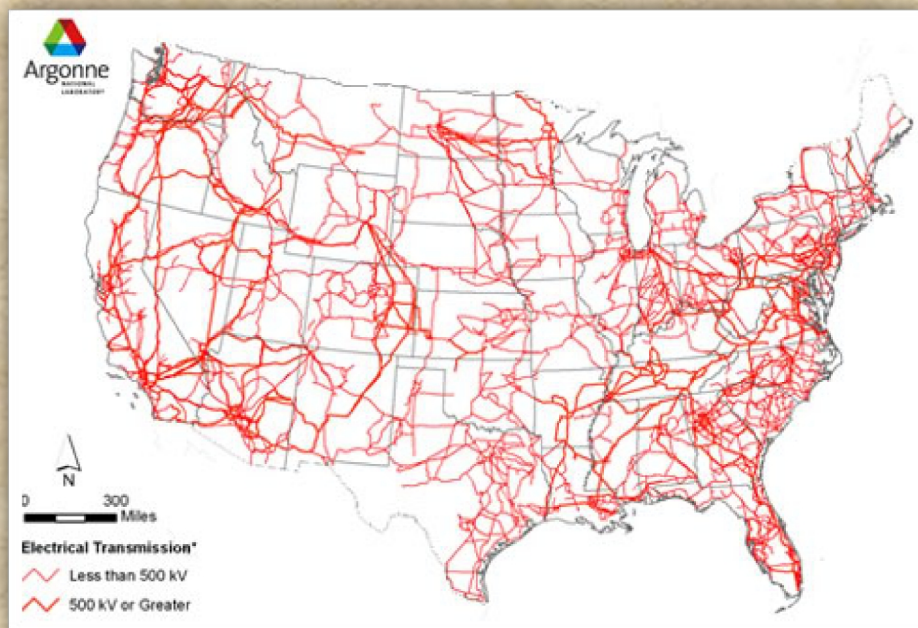 Argonne
NATIONAL
LABORATORY
N
0 300
Miles
Electrical Transmission*
Less than 500 kV
500 kV or Greater